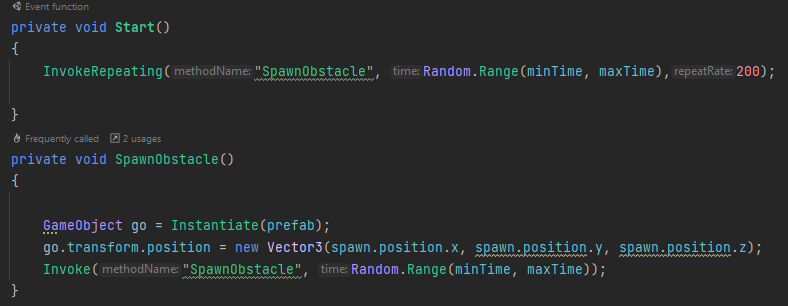 Event function
private void Start()
{
InvokeRepeating(methodName:"SpawnObstacle", time:Random.Range(minTime, maxTime),repeatRate:200);
}
Frequently called 2 usages
private void SpawnObstacle()
{
GameObject go = Instantiate(prefab);
go.transform.position = new Vector3(spawn.position.x, spawn.position.y, spawn.position.z);
Invoke(methodName:"SpawnObstacle", time:Random.Range(minTime, maxTime));
}